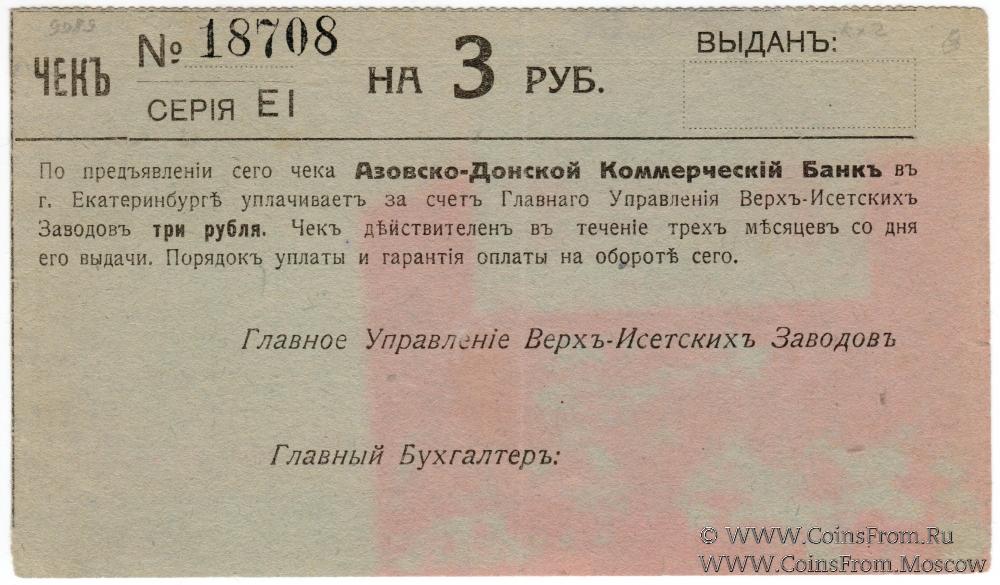 ЧЕКЪ
№ 18708
СЕРІЯ ЕІ
НА 3 РУБ.
ВЫДАНЪ:
По предъявленіи сего чека Азовско-Донской Коммерческій Банкъ въ
г. Екатеринбургѣ уплачиваетъ за счетъ Главнаго Управленія Верхъ-Исетскихъ
Заводовъ три рубля. Чекъ дѣйствителенъ въ теченіе трехъ мѣсяцевъ со дня
его выдачи. Порядокъ уплаты и гарантія оплаты на оборотѣ сего.
Главное Управленіе Верхъ-Исетскихъ Заводовъ
Главный Бухгалтеръ:
© WWW.CoinsFrom.Ru
WWW.CoinsFrom.Moscow